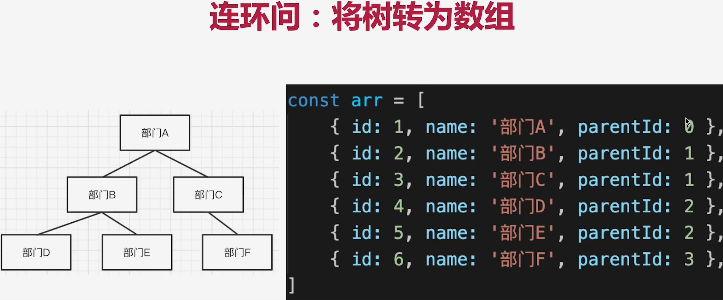 连环问：将树转为数组
部门A
部门B
部门C
部门D
部门E
部门F
const arr = [
{ id: 1, name: '部门A', parentId: 0 },
{ id: 2, name: '部门B', parentId: 1 },
{ id: 3, name: '部门C', parentId: 1 },
{ id: 4, name: '部门D', parentId: 2 },
{ id: 5, name: '部门E', parentId: 2 },
{ id: 6, name: '部门F', parentId: 3 },
]